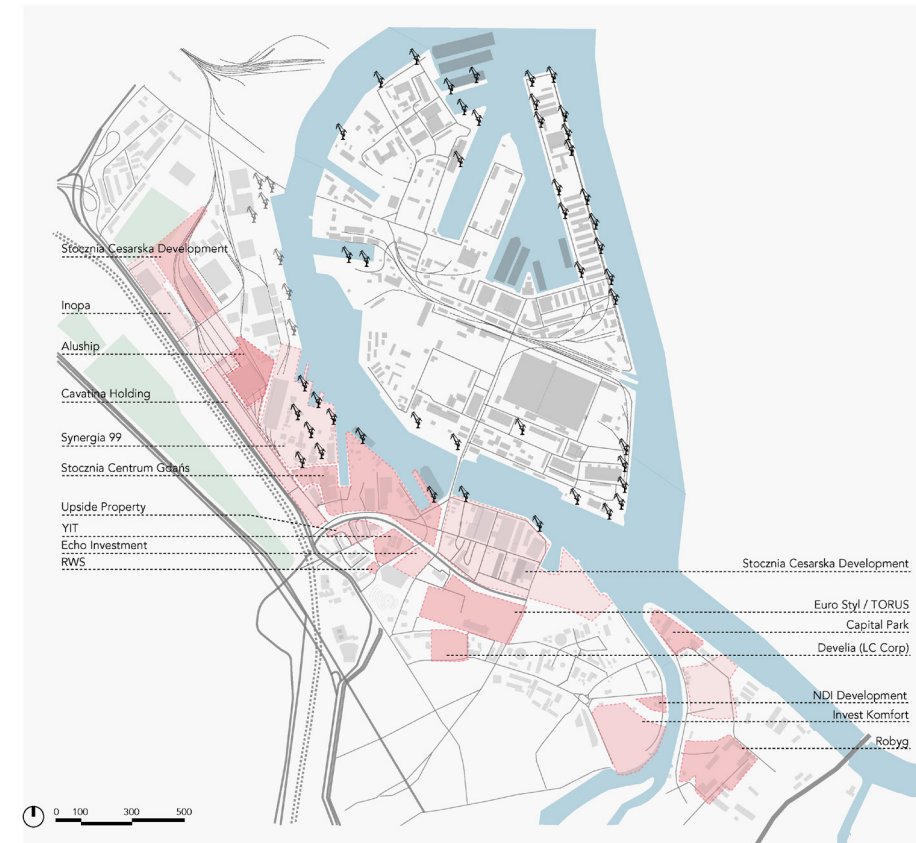 Stocznia Cesarska Development
Inopa
Aluship
Cavatina Holding
Synergia 99
Stocznia Centrum Gdańs
Upside Property
YIT
Echo Investment
RWS
Stocznia Cesarska Development
Euro Styl / TORUS
Capital Park
Develia (LC Corp)
NDI Development
Invest Komfort
Robyg
0 100 300 500